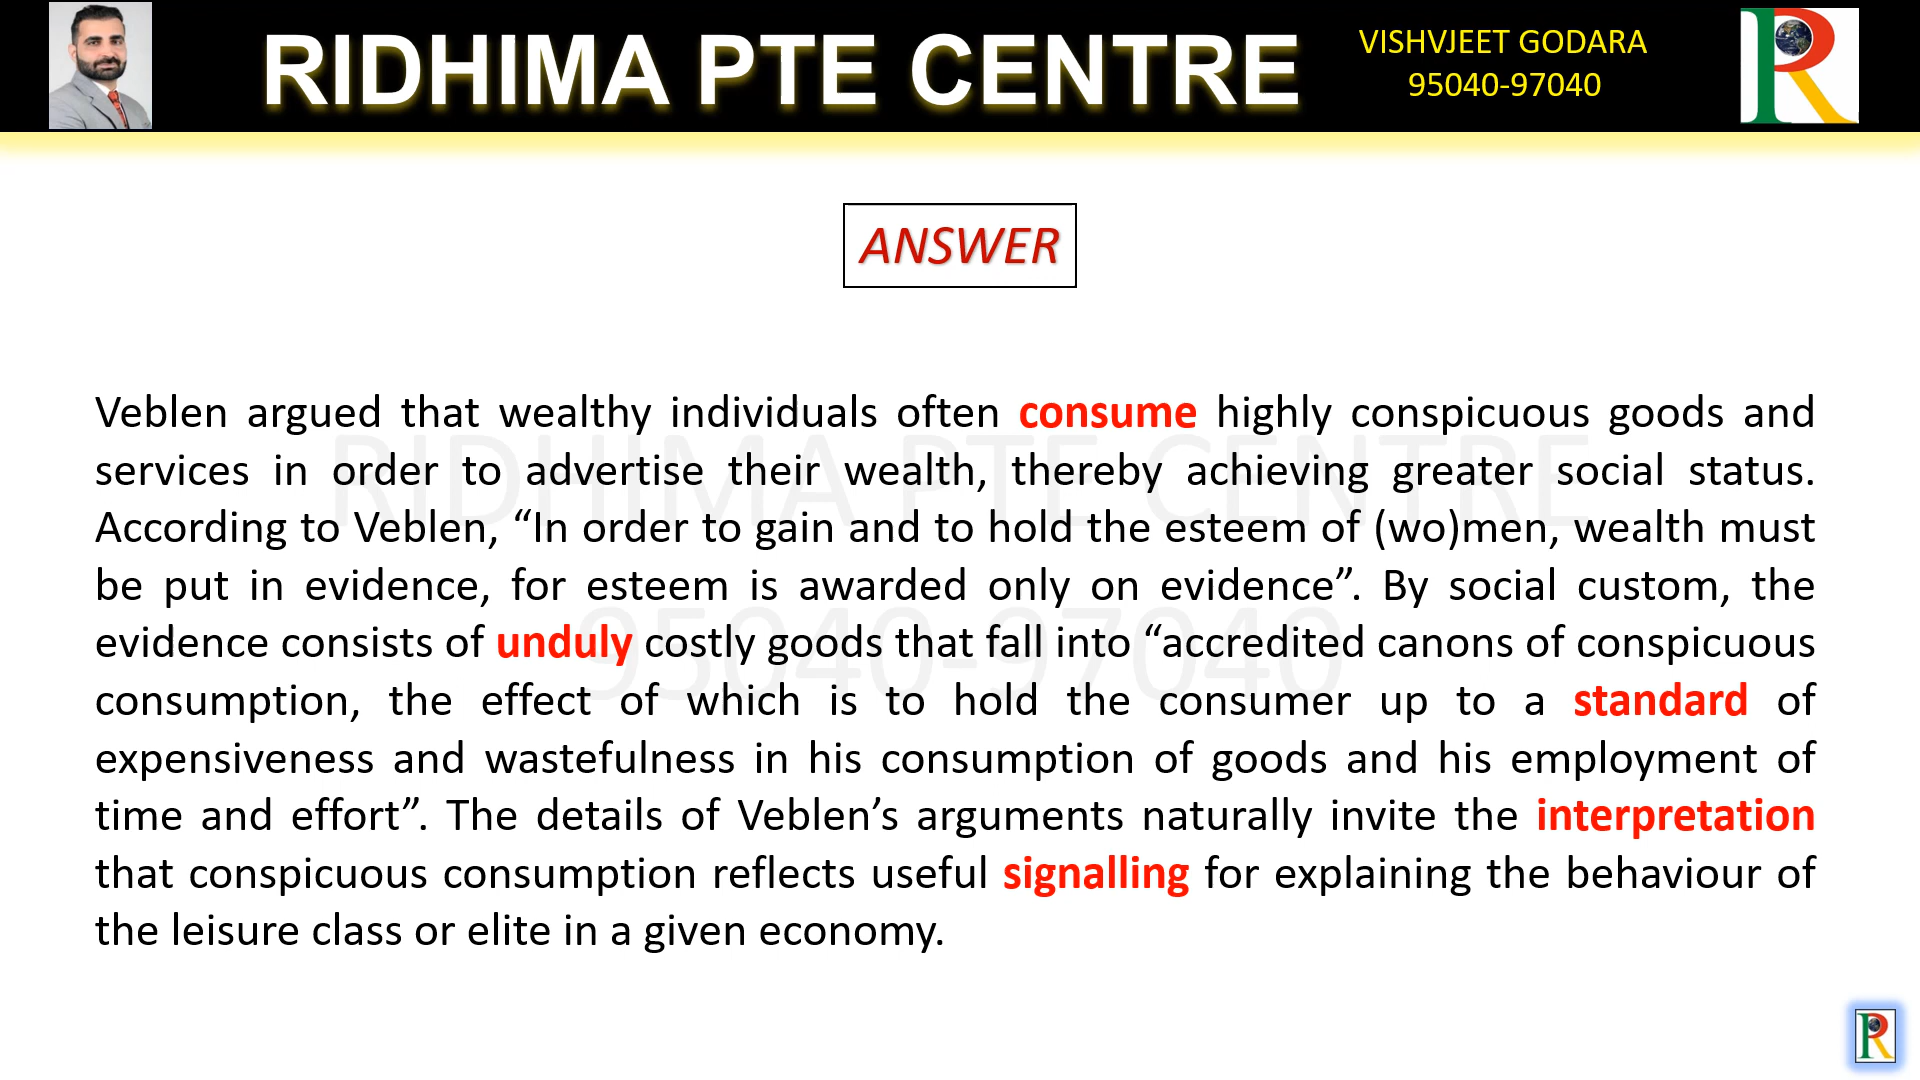 RIDHIMA PTE CENTRE
VISHVJEET GODARA
95040-97040
ANSWER
Veblen argued that wealthy individuals often consume highly conspicuous goods and
services in order to advertise their wealth, thereby achieving greater social status.
According to Veblen, “In order to gain and to hold the esteem of (wo)men, wealth must
be put in evidence, for esteem is awarded only on evidence”. By social custom, the
evidence consists of unduly costly goods that fall into “accredited canons of conspicuous
consumption, the effect of which is to hold the consumer up to a standard of
expensiveness and wastefulness in his consumption of goods and his employment of
time and effort”. The details of Veblen’s arguments naturally invite the interpretation
that conspicuous consumption reflects useful signalling for explaining the behaviour of
the leisure class or elite in a given economy.
RIDHIMA PTE CENTRE
95040-97040